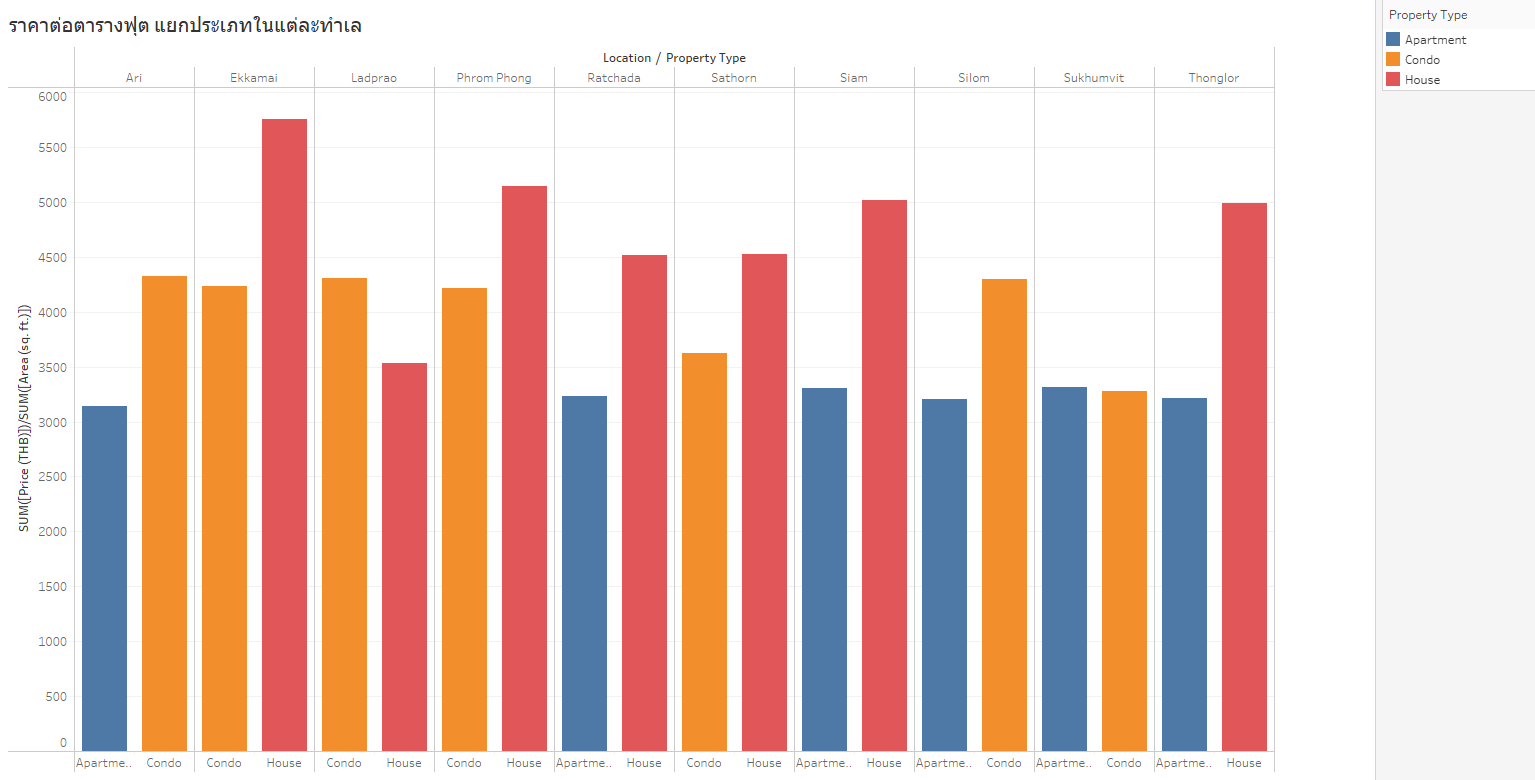 ราคาต่อตารางฟุต แยกประเภทในแต่ละทำเล
Location / Property Type
Ari Ekkamai Ladprao Phrom Phong Ratchada Sathorn Siam Silom Sukhumvit Thonglor
6000
5500
5000
4500
4000
3500
3000
2500
2000
1500
1000
500
0
SUM([Price (THB)])/SUM([Area (sq. ft.)])
Apartme.. Condo Condo House Condo House Condo House Apartme.. House Condo House Apartme.. House Apartme.. Condo Apartme.. Condo Apartme.. House
Property Type
Apartment
Condo
House